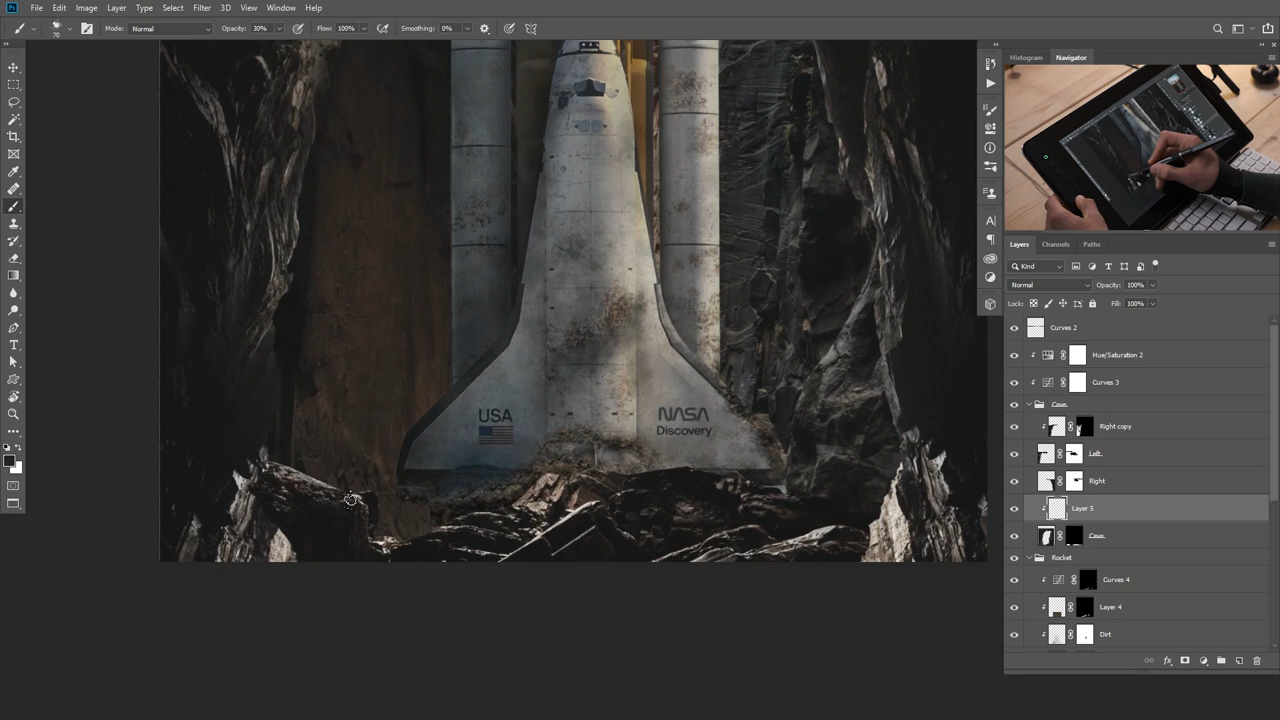 Ps File Edit Image Layer Type Select Filter 3D View Window Help
70 Mode: Normal Opacity: 30% Flow: 100% Smoothing: 0%
Histogram Navigator
USA
NASA
Discovery
Layers Channels Paths
Kind
Normal Opacity: 100%
Lock: Fill: 100%
Curves 2
Hue/Saturation 2
Curves 3
Cave
Right copy
Left
Right
Layer 5
Cave
Rocket
Curves 4
Layer 4
Dirt